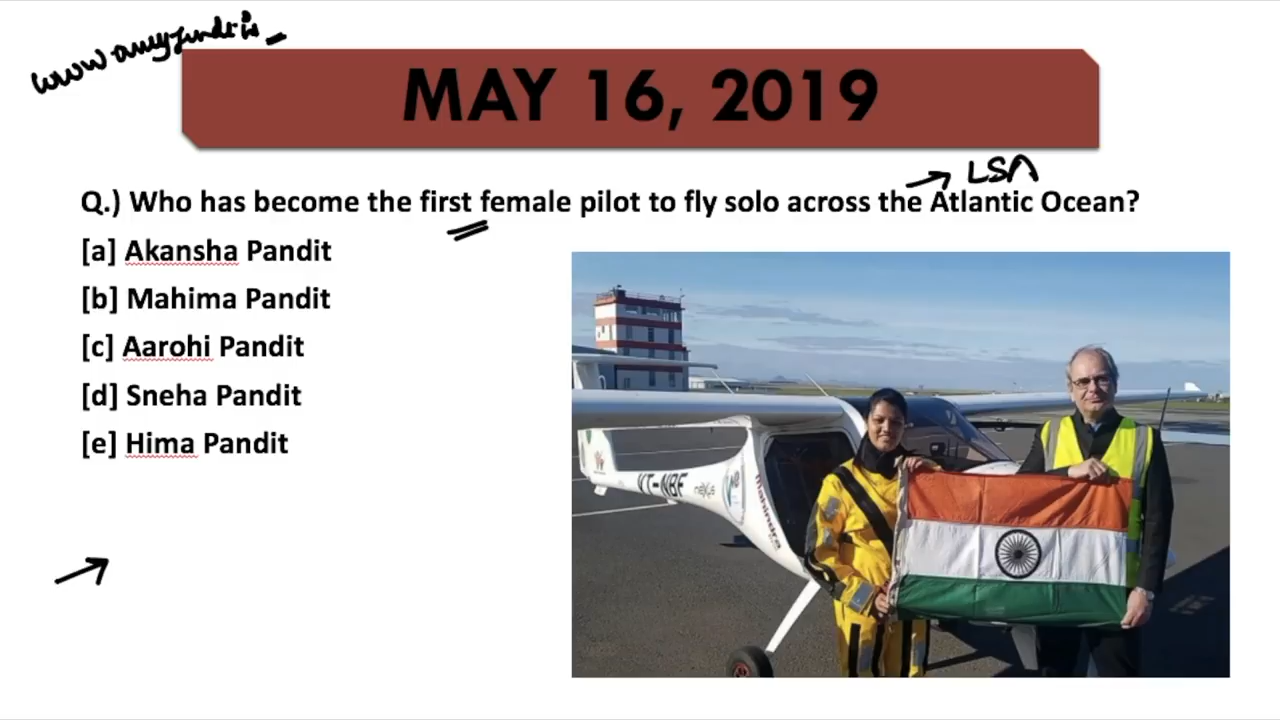 MAY 16, 2019
LSA
Q.) Who has become the first female pilot to fly solo across the Atlantic Ocean?
[a] Akansha Pandit
[b] Mahima Pandit
[c] Aarohi Pandit
[d] Sneha Pandit
[e] Hima Pandit
VT-NBF
mahindra